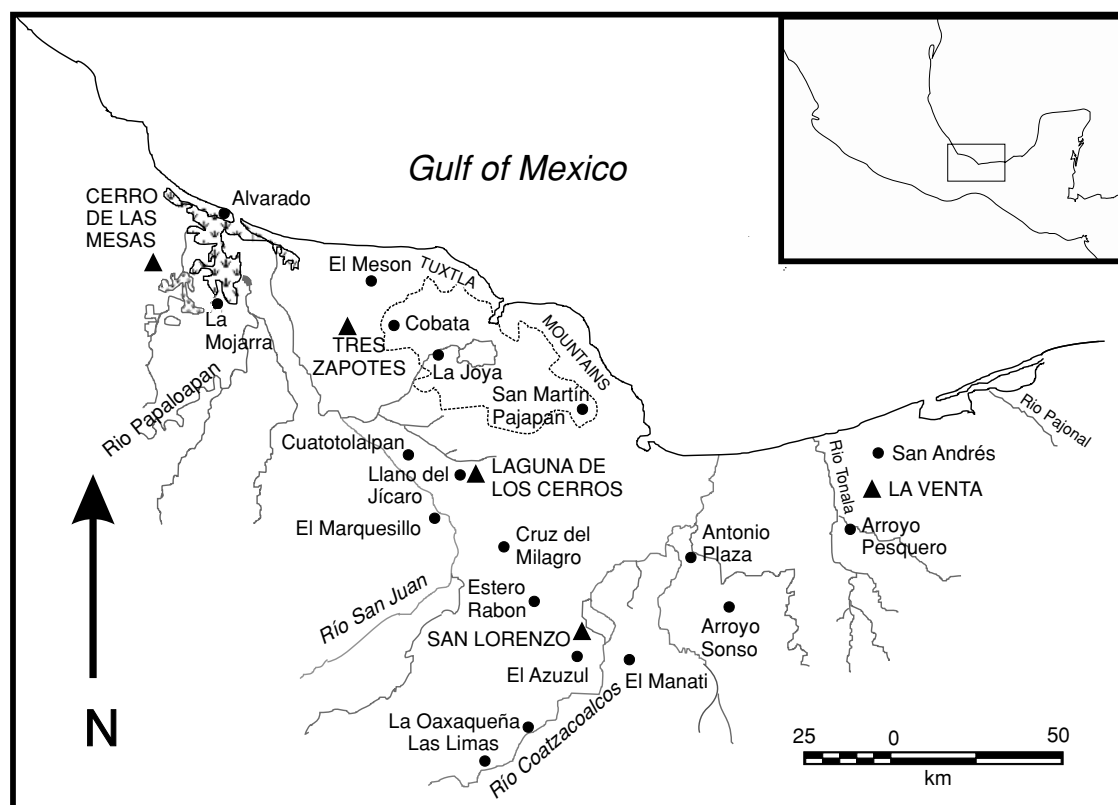 Gulf of Mexico
CERRO
DE LAS
MESAS
Alvarado
El Meson
TUXTLA
MOUNTAINS
Cobata
TRES
ZAPOTES
La
Mojarra
La Joya
San Martín
Pajapan
Rio Papaloapan
Rio Pajonal
Cuatotolalpan
LAGUNA DE
LOS CERROS
Llano del
Jícaro
San Andrés
Rio Tonala
LA VENTA
El Marquesillo
Cruz del
Milagro
Antonio
Plaza
Arroyo
Pesquero
Río San Juan
Estero
Rabon
SAN LORENZO
Arroyo
Sonso
El Azuzul
El Manati
Río Coatzacoalcos
La Oaxaqueña
Las Limas
N
25 0 50
km